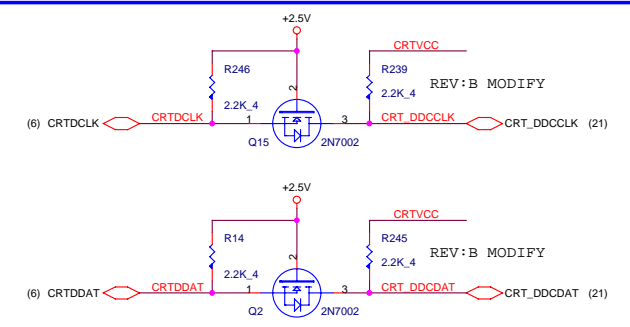 +2.5V
CRTVCC
R246
R239
REV:B MODIFY
2
2.2K_4
2.2K_4
(6) CRTDCLK
CRTDCLK
1
3
CRT_DDCCLK
CRT_DDCCLK (21)
Q15
2N7002
+2.5V
CRTVCC
R14
R245
REV:B MODIFY
2
2.2K_4
2.2K_4
(6) CRTDDAT
CRTDDAT
1
3
CRT_DDCDAT
CRT_DDCDAT (21)
Q2
2N7002